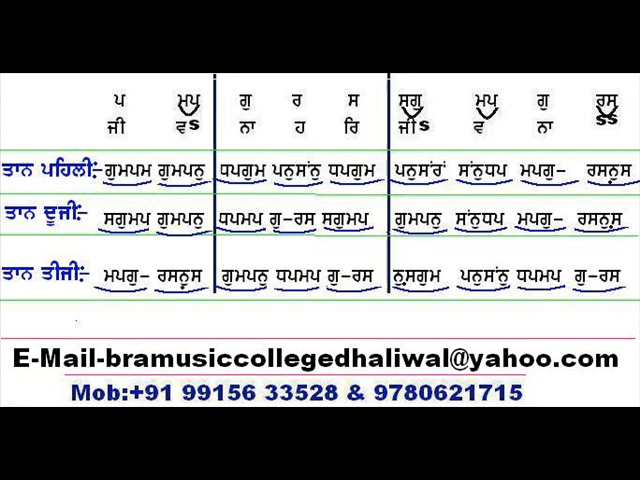 ਪ ਮਪ ਗੁ ਰ ਸ ਸਗੁ ਮਪ ਗੁ ਰਸ
ਜੀ ਵs ਨਾ ਹ ਰਿ ਜੀs ਵ ਨਾ ss
ਤਾਨ ਪਹਿਲੀ:- ਗੁਮਪਮ ਗੁਮਪਨੁ ਧਪਗੁਮ ਪਨੁਸਾਂਨੁ ਧਪਗੁਮ ਪਨੁਸਾਂਰਾਂ ਸਾਂਨੁਧਪ ਮਪਗੁ- ਰਸਨੁਸ
ਤਾਨ ਦੂਜੀ:- ਸਗੁਮਪ ਗੁਮਪਨੁ ਧਪਮਪ ਗੁ-ਰਸ ਸਗੁਮਪ ਗੁਮਪਨੁ ਸਾਂਨੁਧਪ ਮਪਗੁ- ਰਸਨੁਸ
ਤਾਨ ਤੀਜੀ:- ਮਪਗੁ- ਰਸਨੁਸ ਗੁਮਪਨੁ ਧਪਮਪ ਗੁ-ਰਸ ਨੁਸਗੁਮ ਪਨੁਸਾਂਨੁ ਧਪਮਪ ਗੁ-ਰਸ
E-Mail-bramusiccollegedhaliwal@yahoo.com
Mob:+91 99156 33528 & 9780621715